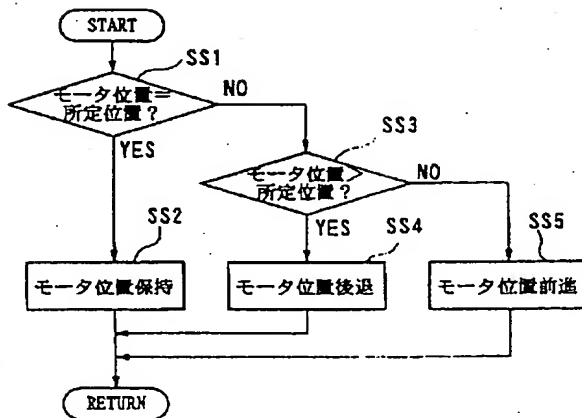 START
SS1
モータ位置=
所定位置?
NO
YES
SS3
モータ位置>
所定位置?
NO
YES
SS2
モータ位置保持
SS4
モータ位置後退
SS5
モータ位置前進
RETURN